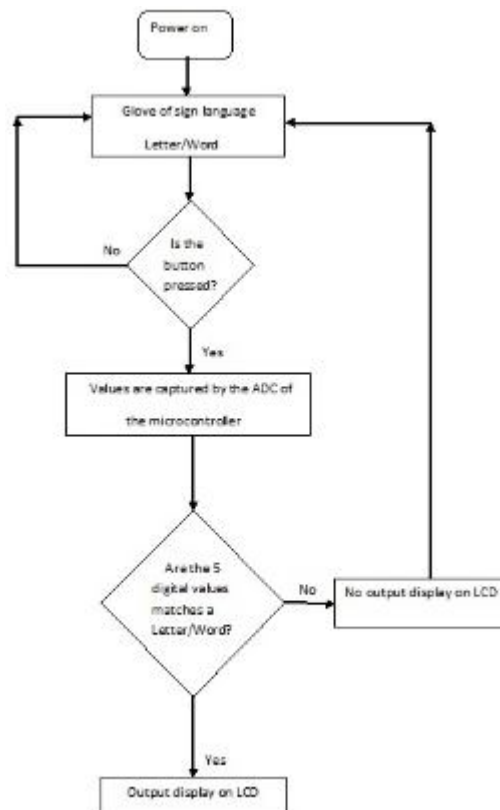 Power on
Glove of sign language
Letter/Word
No
Is the
button
pressed?
Yes
Values are captured by the ADC of
the microcontroller
Are the 5
digital values
matches a
Letter/Word?
No
No output display on LCD
Yes
Output display on LCD